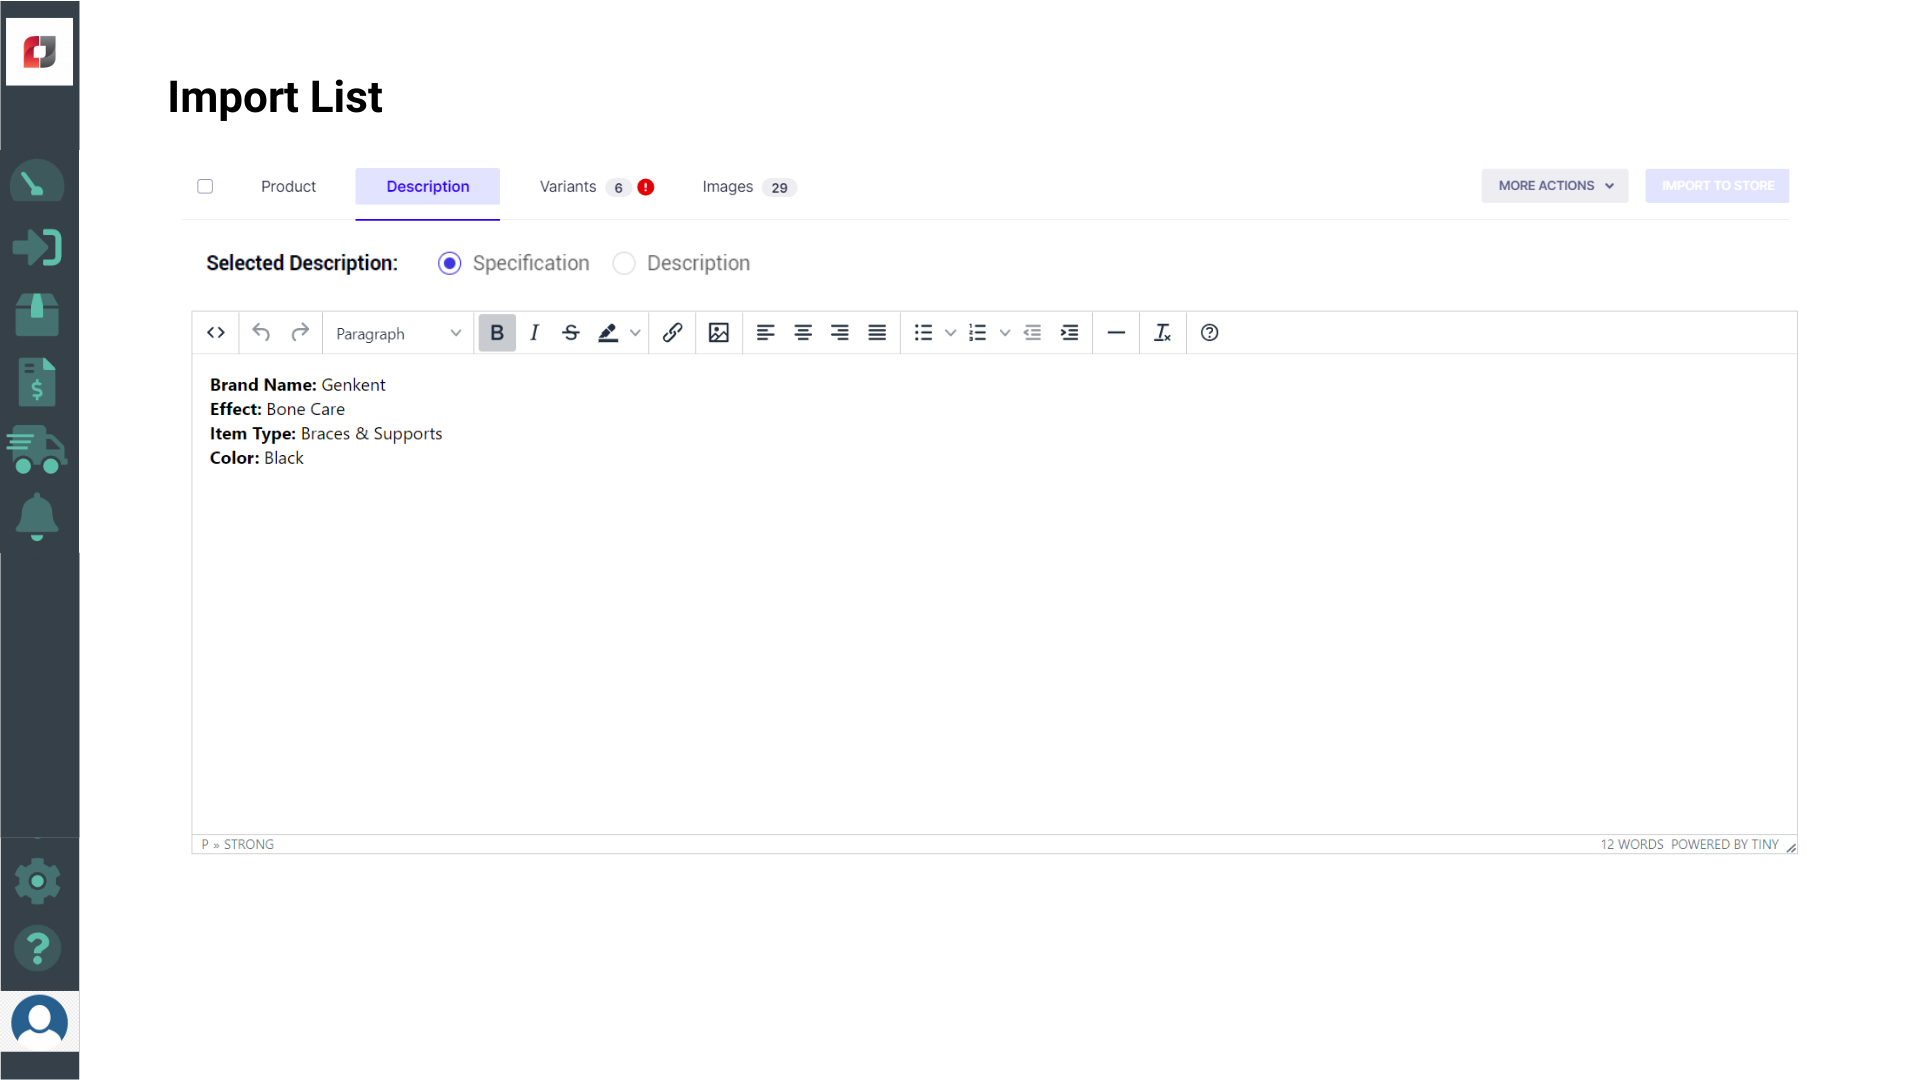 Import List
Product
Description
Variants 6
Images 29
MORE ACTIONS
IMPORT TO STORE
Selected Description:
Specification
Description
Paragraph
Brand Name: Genkent
Effect: Bone Care
Item Type: Braces & Supports
Color: Black
P » STRONG
12 WORDS POWERED BY TINY